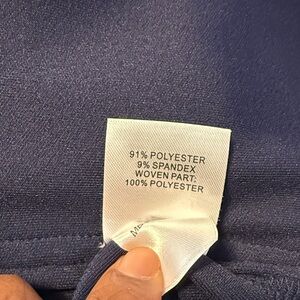 91% POLYESTER
9% SPANDEX
WOVEN PART:
100% POLYESTER